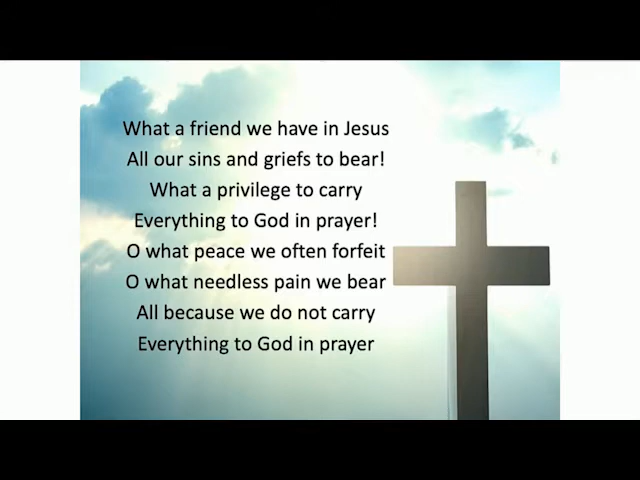 What a friend we have in Jesus
All our sins and griefs to bear!
What a privilege to carry
Everything to God in prayer!
O what peace we often forfeit
O what needless pain we bear
All because we do not carry
Everything to God in prayer